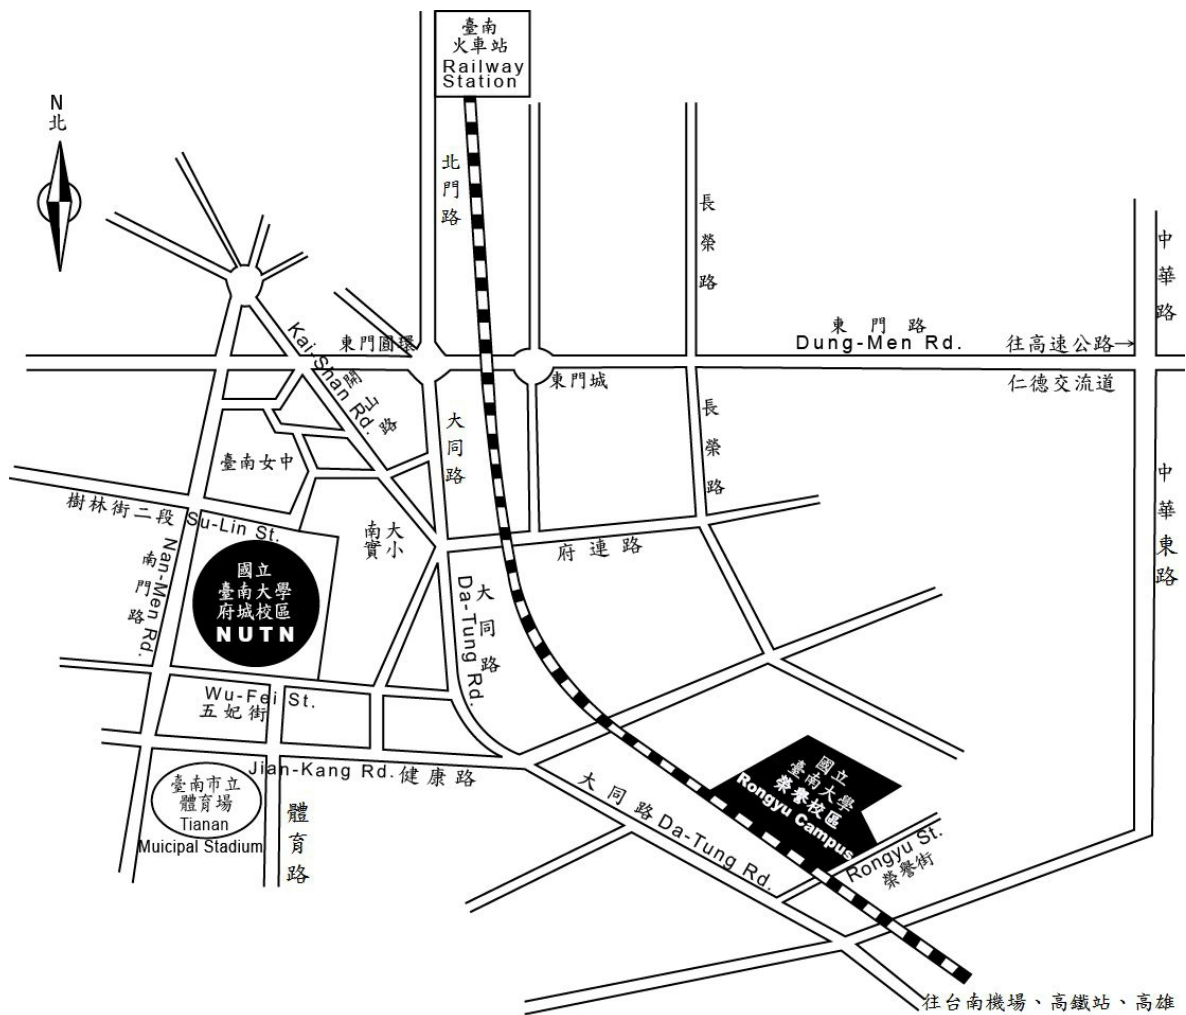 臺南
火車站
Railway
Station
N
北
北門路
長榮路
中華路
東門路
Dung-Men Rd.
往高速公路→
仁德交流道
東門圓環
東門城
Kai-Shan Rd.
開山路
大同路
長榮路
中華東路
臺南女中
樹林街二段 Su-Lin St.
南大
實小
府連路
Nan-Men Rd.
南門路
國立
臺南大學
府城校區
NUTN
Da-Tung Rd.
大同路
Wu-Fei St.
五妃街
Jian-Kang Rd. 健康路
臺南市立
體育場
Tianan
Muicipal Stadium
體育路
大同路 Da-Tung Rd.
國立
臺南大學
榮譽校區
Rongyu Campus
Rongyu St.
榮譽街
往台南機場、高鐵站、高雄